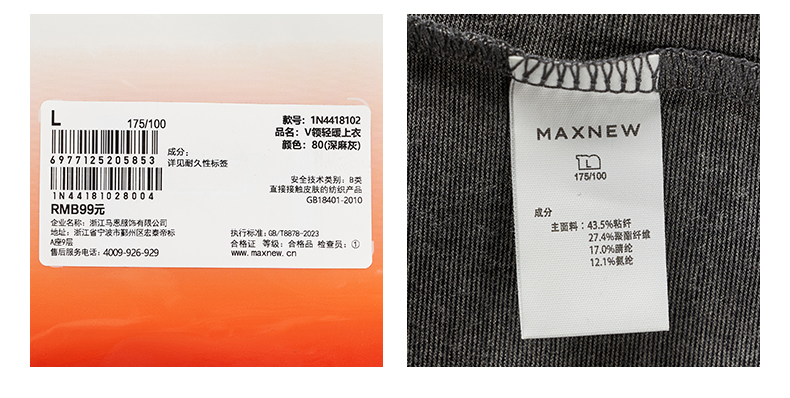 L
175/100
6977125205853
1N44181028004
RMB99元
企业名称：浙江马恩服饰有限公司
地址：浙江省宁波市鄞州区宏泰帝标
A座9层
售后服务电话：4009-926-929
成分：
详见耐久性标签
款号：1N4418102
品名：V领轻暖上衣
颜色：80(深麻灰)
安全技术类别：B类
直接接触皮肤的纺织产品
GB18401-2010
执行标准：GB/T8878-2023
合格证 等级：合格品 检查员：①
www.maxnew.cn
MAXNEW
L
175/100
成分
主面料：43.5%粘纤
27.4%聚酯纤维
17.0%腈纶
12.1%氨纶